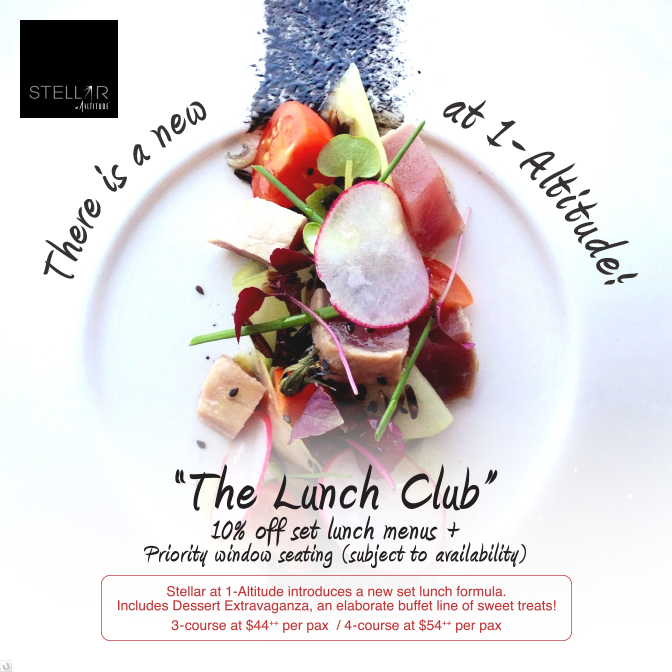 STELLAR
at 1-ALTITUDE
There is a new
at 1-Altitude!
"The Lunch Club"
10% off set lunch menus +
Priority window seating (subject to availability)
Stellar at 1-Altitude introduces a new set lunch formula.
Includes Dessert Extravaganza, an elaborate buffet line of sweet treats!
3-course at $44++ per pax / 4-course at $54++ per pax